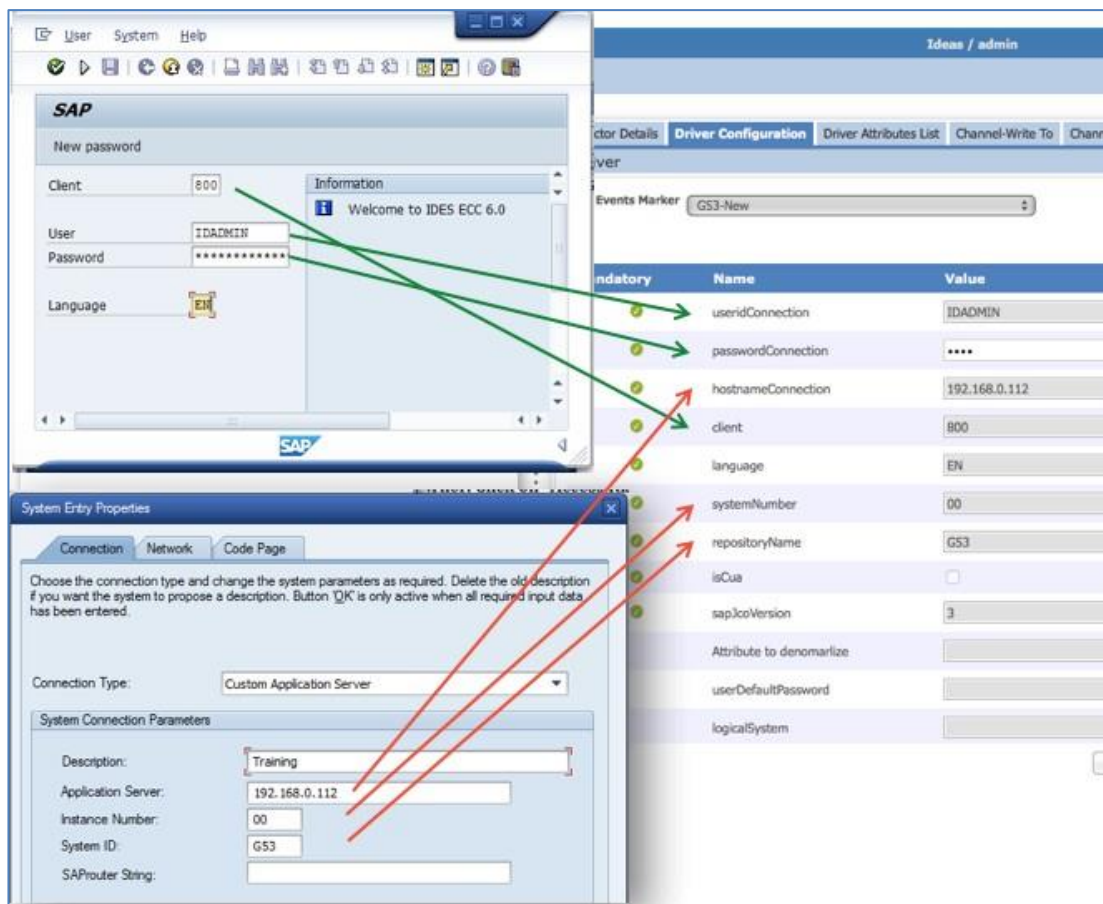 User System Help
SAP
New password
Client 800
User IDADMIN
Password ************
Language EN
Information
Welcome to IDES ECC 6.0
SAP
Ideas / admin
ctor Details Driver Configuration Driver Attributes List Channel-Write To Chann
ver
Events Marker GS3-New
ndatory Name Value
useridConnection IDADMIN
passwordConnection ••••
hostnameConnection 192.168.0.112
client 800
language EN
systemNumber 00
repositoryName GS3
isCua
sapJcoVersion 3
Attribute to denomarlize
userDefaultPassword
logicalSystem
System Entry Properties
Connection Network Code Page
Choose the connection type and change the system parameters as required. Delete the old description
if you want the system to propose a description. Button 'OK' is only active when all required input data
has been entered.
Connection Type: Custom Application Server
System Connection Parameters
Description: Training
Application Server: 192.168.0.112
Instance Number: 00
System ID: G53
SAProuter String: